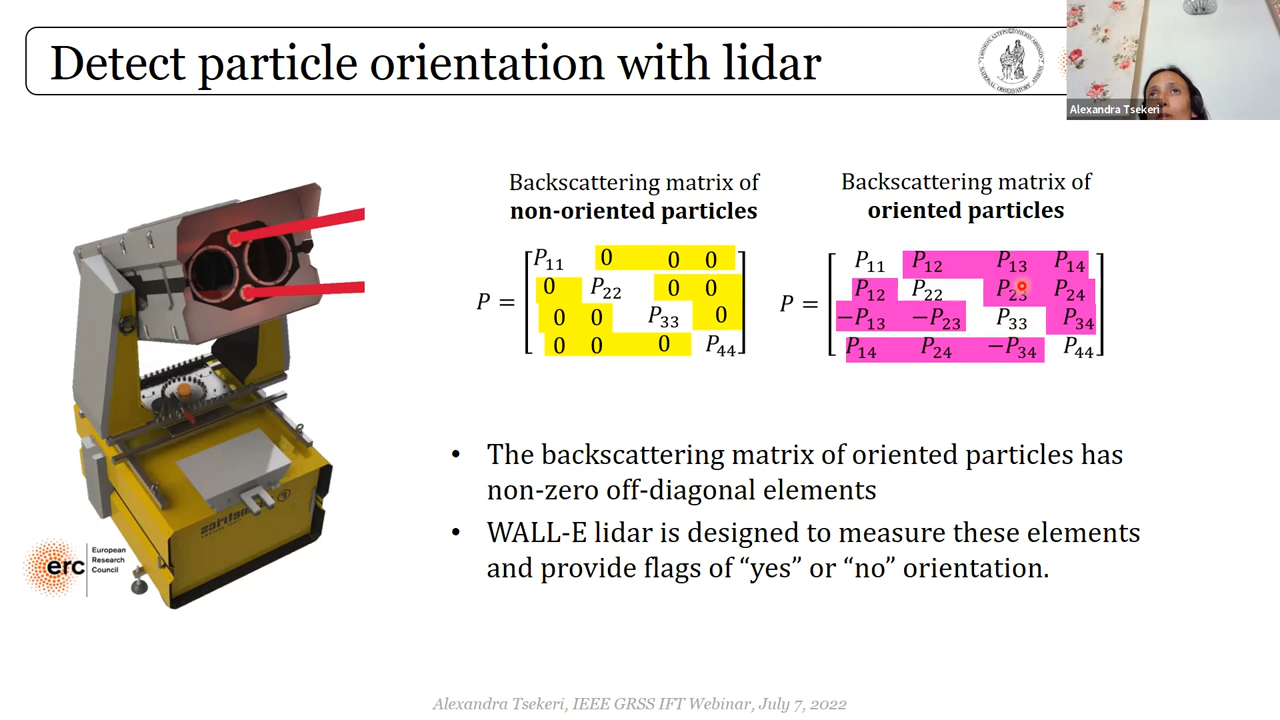 Detect particle orientation with lidar
Alexandra Tsekeri
Backscattering matrix of
non-oriented particles
P = [P₁₁ 0 0 0
0 P₂₂ 0 0
0 0 P₃₃ 0
0 0 0 P₄₄]
Backscattering matrix of
oriented particles
P = [P₁₁ P₁₂ P₁₃ P₁₄
P₁₂ P₂₂ P₂₃ P₂₄
−P₁₃ −P₂₃ P₃₃ P₃₄
P₁₄ P₂₄ −P₃₄ P₄₄]
• The backscattering matrix of oriented particles has
non-zero off-diagonal elements
• WALL-E lidar is designed to measure these elements
and provide flags of “yes” or “no” orientation.
erc
European
Research
Council
Alexandra Tsekeri, IEEE GRSS IFT Webinar, July 7, 2022